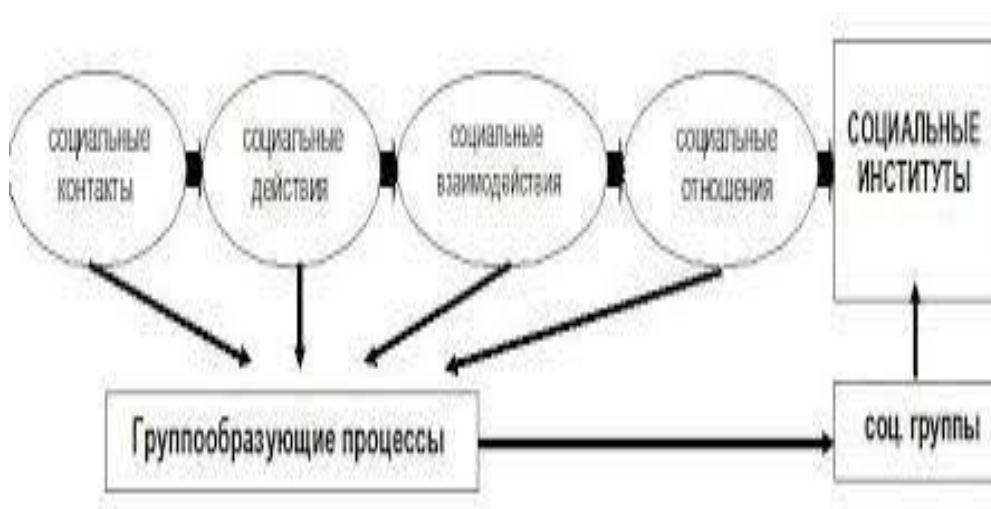 социальные
контакты
социальные
действия
социальные
взаимодействия
социальные
отношения
СОЦИАЛЬНЫЕ
ИНСТИТУТЫ
Группообразующие процессы
соц. группы